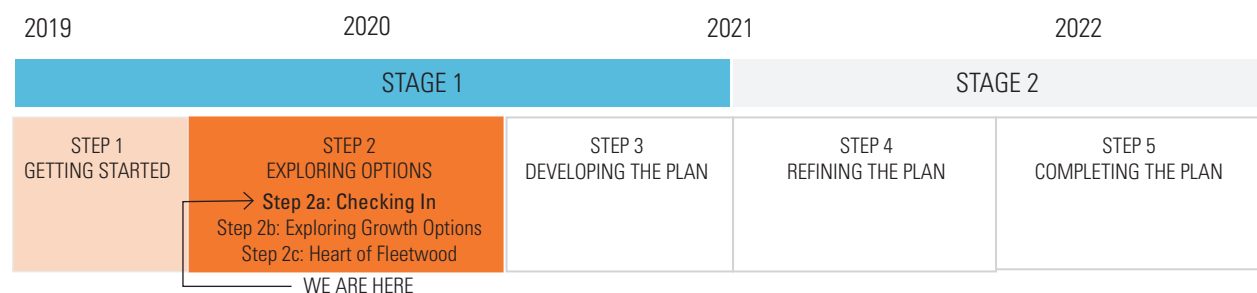 2019
2020
2021
2022
STAGE 1
STAGE 2
STEP 1
GETTING STARTED
STEP 2
EXPLORING OPTIONS
Step 2a: Checking In
Step 2b: Exploring Growth Options
Step 2c: Heart of Fleetwood
STEP 3
DEVELOPING THE PLAN
STEP 4
REFINING THE PLAN
STEP 5
COMPLETING THE PLAN
WE ARE HERE